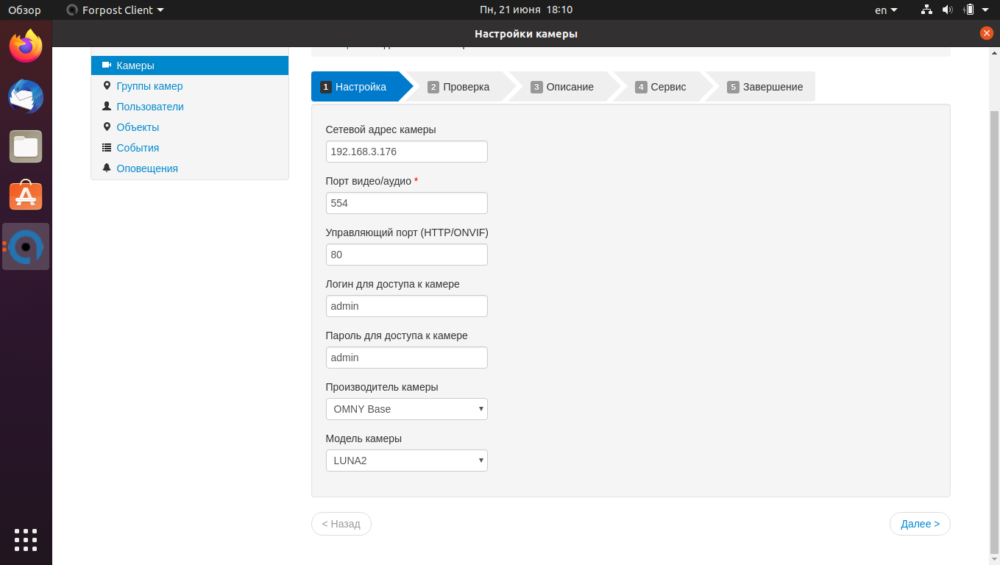 Обзор
Forpost Client
Пн, 21 июня 18:10
en
Настройки камеры
Камеры
Группы камер
Пользователи
Объекты
События
Оповещения
1 Настройка
2 Проверка
3 Описание
4 Сервис
5 Завершение
Сетевой адрес камеры
192.168.3.176
Порт видео/аудио *
554
Управляющий порт (HTTP/ONVIF)
80
Логин для доступа к камере
admin
Пароль для доступа к камере
admin
Производитель камеры
OMNY Base
Модель камеры
LUNA2
< Назад
Далее >